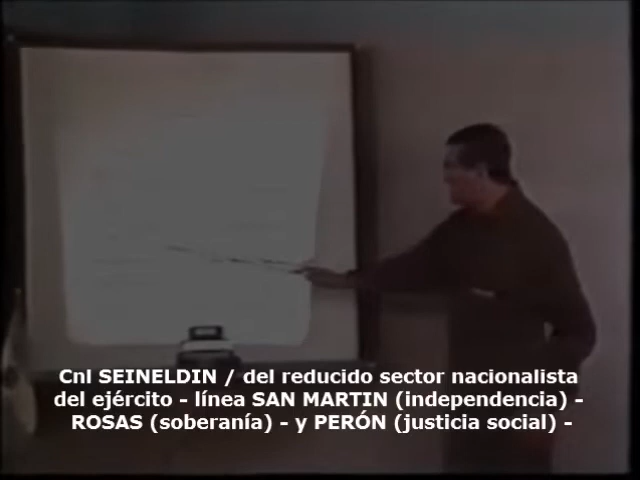 Cnl SEINELDIN / del reducido sector nacionalista
del ejército - línea SAN MARTIN (independencia) -
ROSAS (soberanía) - y PERÓN (justicia social) -